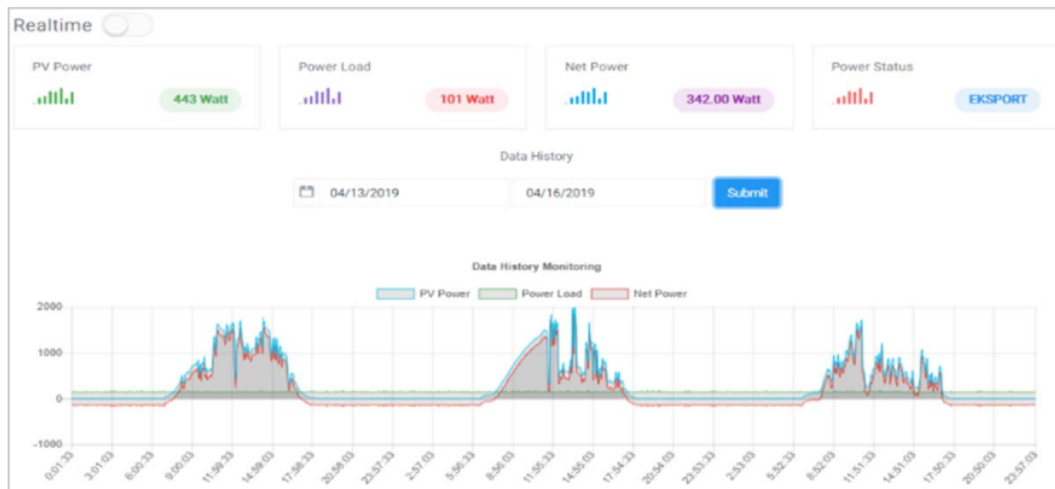 Realtime
PV Power
443 Watt
Power Load
101 Watt
Net Power
342.00 Watt
Power Status
EKSPORT
Data History
04/13/2019
04/16/2019
Submit
Data History Monitoring
PV Power
Power Load
Net Power
2000
1000
0
-1000
0:01:33
3:01:03
6:00:33
9:00:03
11:59:33
14:59:03
17:58:33
20:58:03
23:57:33
2:57:03
5:56:33
8:56:03
11:55:33
14:55:03
17:54:33
20:54:03
23:53:33
2:53:03
5:52:33
8:52:03
11:51:33
14:51:03
17:50:33
20:50:03
23:57:03